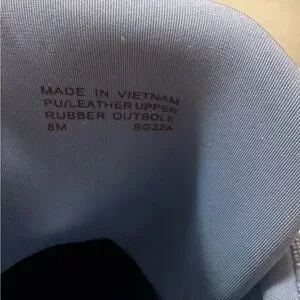 MADE IN VIETNAM
PU/LEATHER UPPER
RUBBER OUTSOLE
8M SG22A